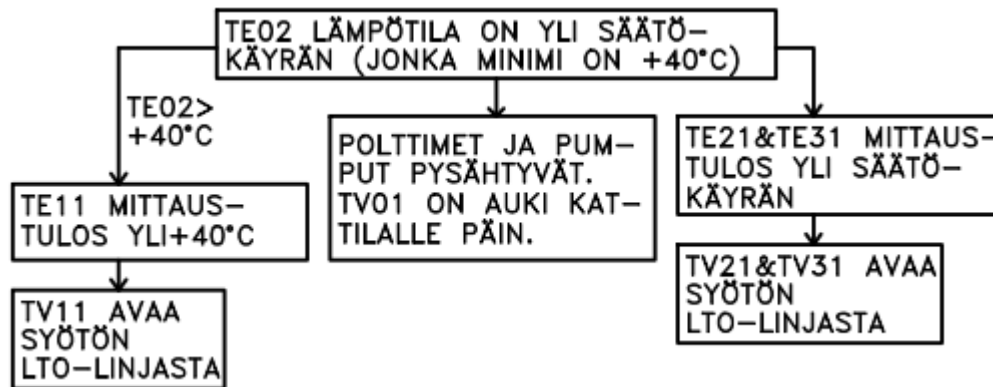 TE02 LÄMPÖTILA ON YLI SÄÄTÖ-
KÄYRÄN (JONKA MINIMI ON +40°C)
TE02>
+40°C
TE11 MITTAUS-
TULOS YLI+40°C
TV11 AVAA
SYÖTÖN
LTO-LINJASTA
POLTTIMET JA PUM-
PUT PYSÄHTYVÄT.
TV01 ON AUKI KAT-
TILALLE PÄIN.
TE21&TE31 MITTAUS-
TULOS YLI SÄÄTÖ-
KÄYRÄN
TV21&TV31 AVAA
SYÖTÖN
LTO-LINJASTA